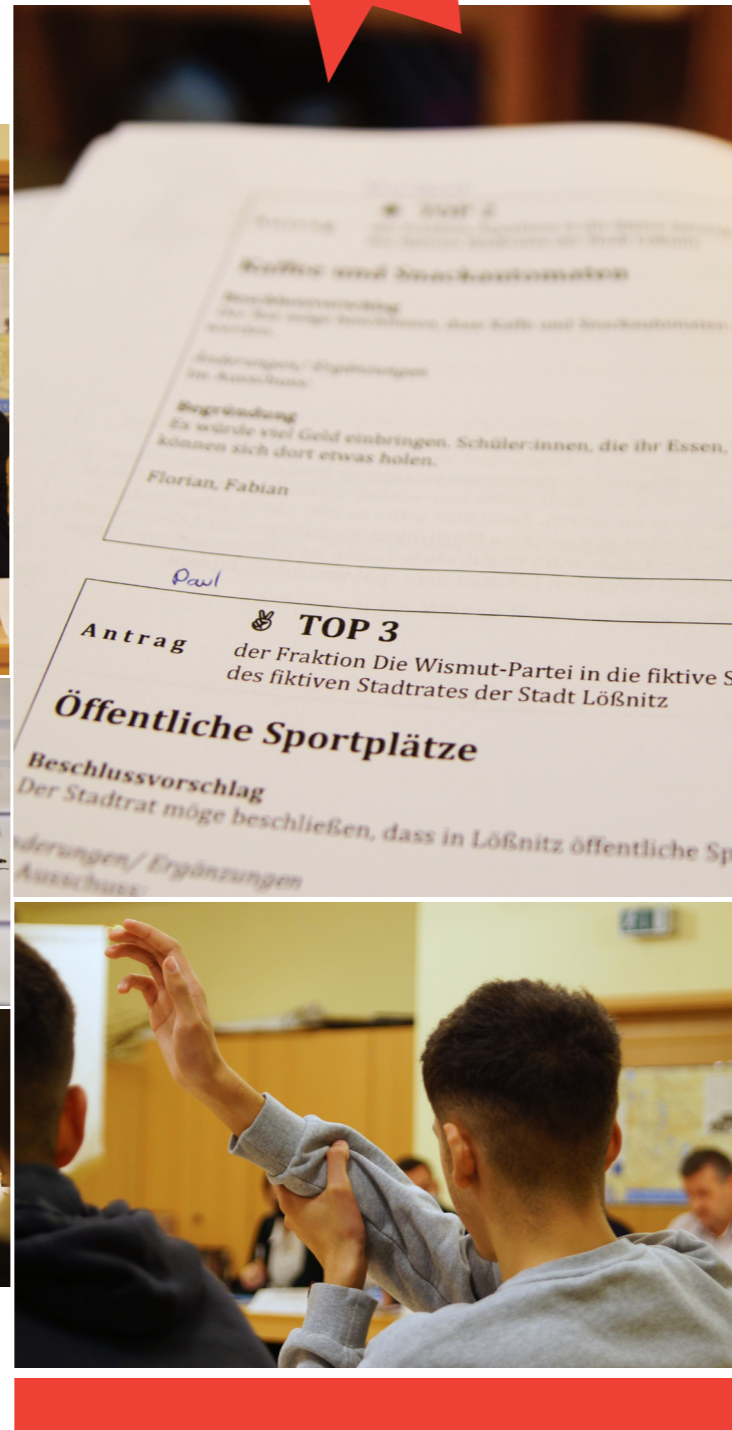 TOP 2
Kaffee und Snackautomaten
Beschlussvorschlag
Änderungen/ Ergänzungen
im Ausschuss:
Begründung
Es würde viel Geld einbringen. Schüler:innen, die ihr Essen,
können sich dort etwas holen.
Florian, Fabian
Paul
✌ TOP 3
Antrag
der Fraktion Die Wismut-Partei in die fiktive S
des fiktiven Stadtrates der Stadt Lößnitz
Öffentliche Sportplätze
Beschlussvorschlag
Der Stadtrat möge beschließen, dass in Lößnitz öffentliche Sp
derungen/ Ergänzungen
Ausschuss: